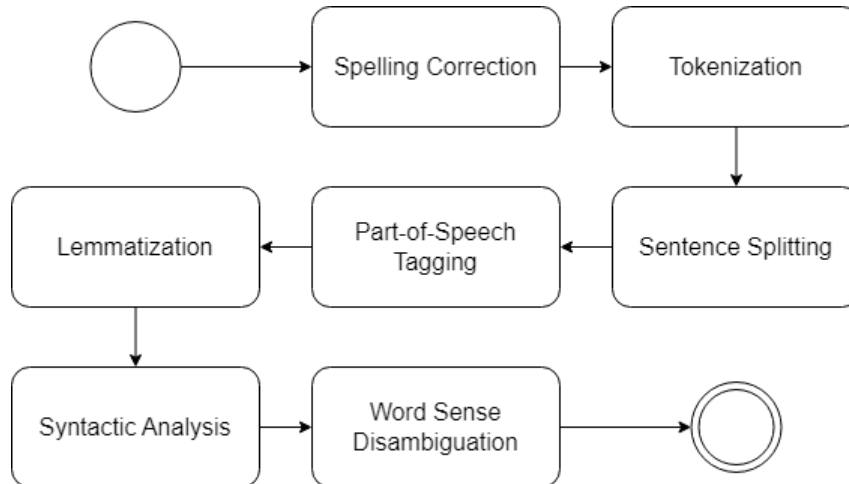 Spelling Correction
Tokenization
Sentence Splitting
Part-of-Speech
Tagging
Lemmatization
Syntactic Analysis
Word Sense
Disambiguation